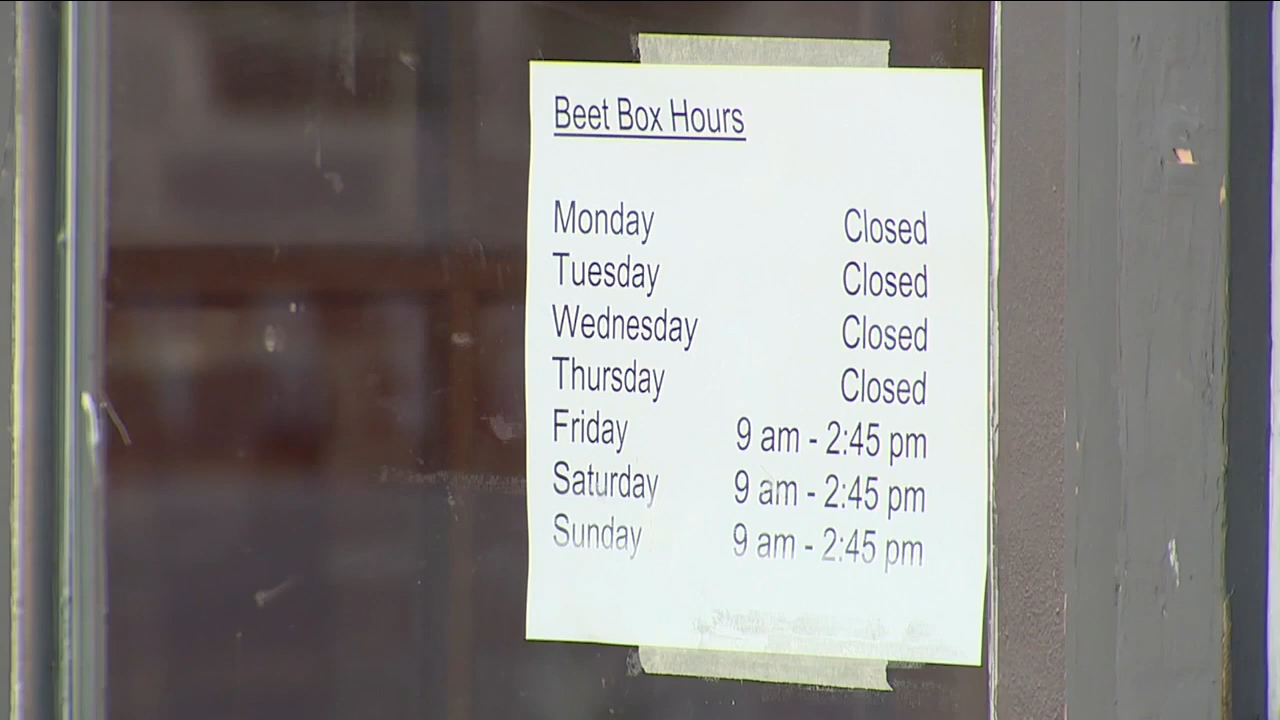 Beet Box Hours
Monday Closed
Tuesday Closed
Wednesday Closed
Thursday Closed
Friday 9 am - 2:45 pm
Saturday 9 am - 2:45 pm
Sunday 9 am - 2:45 pm